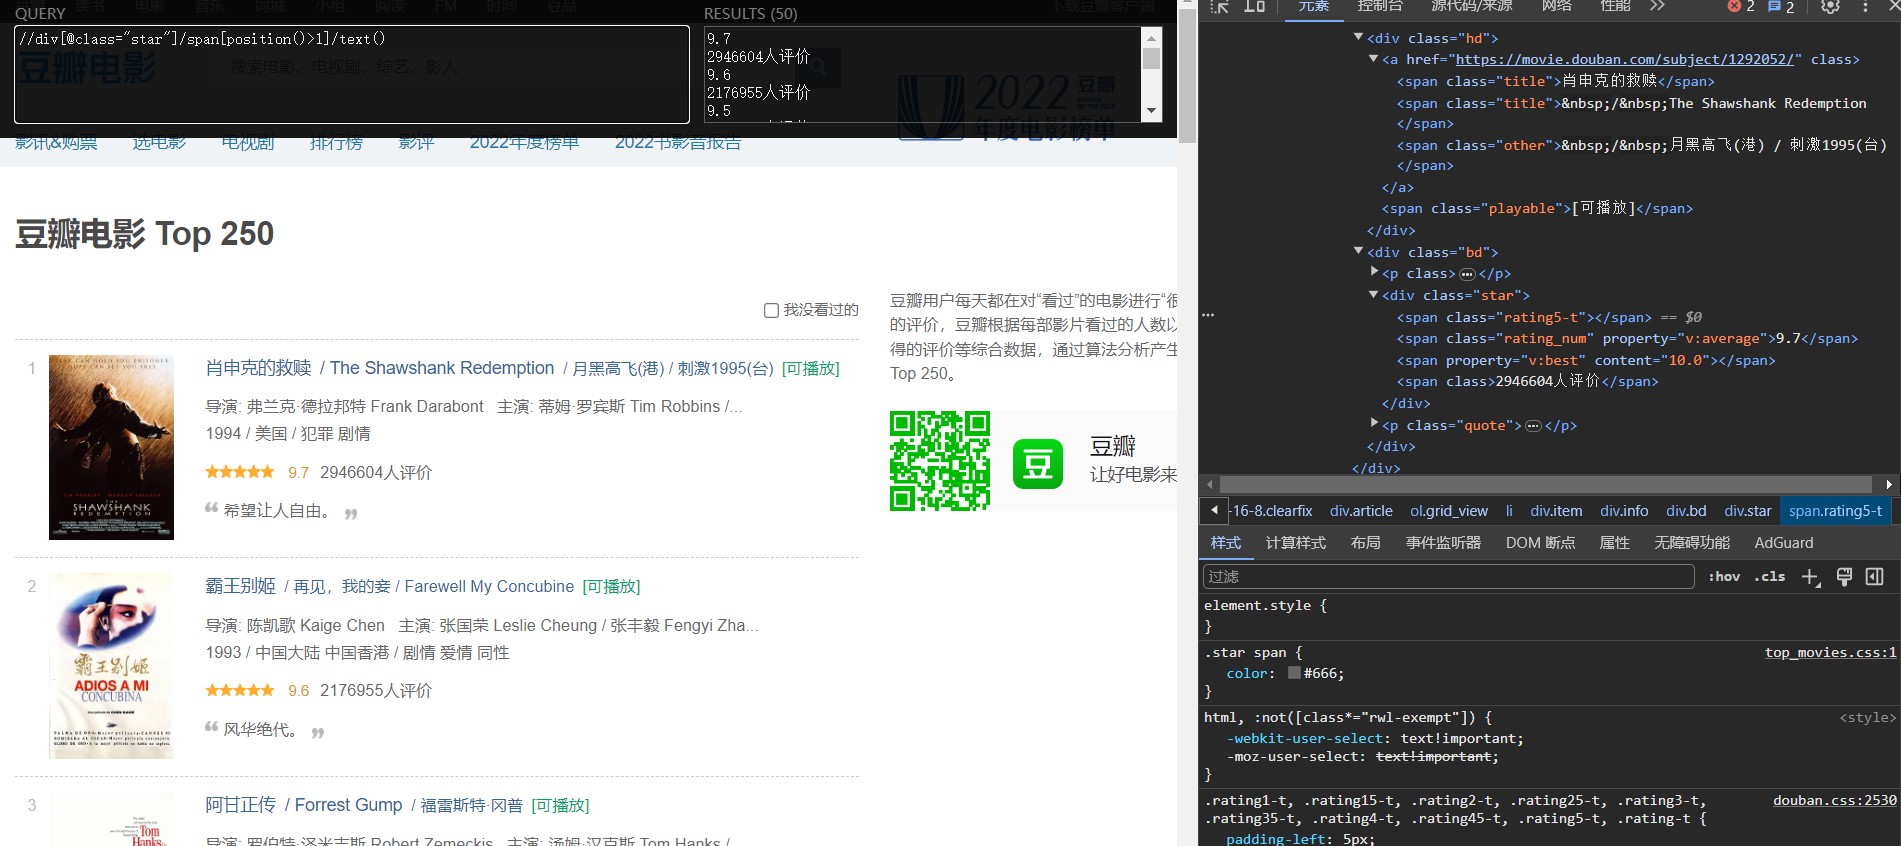 QUERY
//div[@class="star"]/span[position()>1]/text()
RESULTS (50)
9.7
2946604人评价
9.6
2176955人评价
9.5
豆瓣电影
搜索电影、电视剧、综艺、影人
2022 豆瓣
年度电影榜单
影讯&购票 选电影 电视剧 排行榜 影评 2022年度榜单 2022书影音报告
豆瓣电影 Top 250
我没看过的
1
肖申克的救赎 / The Shawshank Redemption / 月黑高飞(港) / 刺激1995(台) [可播放]
导演: 弗兰克·德拉邦特 Frank Darabont 主演: 蒂姆·罗宾斯 Tim Robbins /...
1994 / 美国 / 犯罪 剧情
9.7 2946604人评价
希望让人自由。
THE
SHAWSHANK
REDEMPTION
2
霸王别姬 / 再见，我的妾 / Farewell My Concubine [可播放]
导演: 陈凯歌 Kaige Chen 主演: 张国荣 Leslie Cheung / 张丰毅 Fengyi Zha...
1993 / 中国大陆 中国香港 / 剧情 爱情 同性
9.6 2176955人评价
风华绝代。
霸王别姬
ADIOS A MI
CONCUBINA
3
阿甘正传 / Forrest Gump / 福雷斯特·冈普 [可播放]
导演: 罗伯特·泽米吉斯 Robert Zemeckis 主演: 汤姆·汉克斯 Tom Hanks /
Tom
Hanks
豆瓣用户每天都在对“看过”的电影进行“很
的评价，豆瓣根据每部影片看过的人数以
得的评价等综合数据，通过算法分析产生
Top 250。
豆
豆瓣
让好电影来
元素 控制台 源代码/来源 网络 性能 2 2
<div class="hd">
<a href="https://movie.douban.com/subject/1292052/" class>
<span class="title">肖申克的救赎</span>
<span class="title">&nbsp;/&nbsp;The Shawshank Redemption
</span>
<span class="other">&nbsp;/&nbsp;月黑高飞(港) / 刺激1995(台)
</span>
</a>
<span class="playable">[可播放]</span>
</div>
<div class="bd">
<p class>…</p>
<div class="star">
<span class="rating5-t"></span> == $0
<span class="rating_num" property="v:average">9.7</span>
<span property="v:best" content="10.0"></span>
<span class>2946604人评价</span>
</div>
<p class="quote">…</p>
</div>
</div>
-16-8.clearfix div.article ol.grid_view li div.item div.info div.bd div.star span.rating5-t
样式 计算样式 布局 事件监听器 DOM 断点 属性 无障碍功能 AdGuard
过滤 :hov .cls
element.style {
}
.star span { top_movies.css:1
color: #666;
}
html, :not([class*="rwl-exempt"]) { <style>
-webkit-user-select: text!important;
-moz-user-select: text!important;
}
.rating1-t, .rating15-t, .rating2-t, .rating25-t, .rating3-t, douban.css:2530
.rating35-t, .rating4-t, .rating45-t, .rating5-t, .rating-t {
padding-left: 5px;